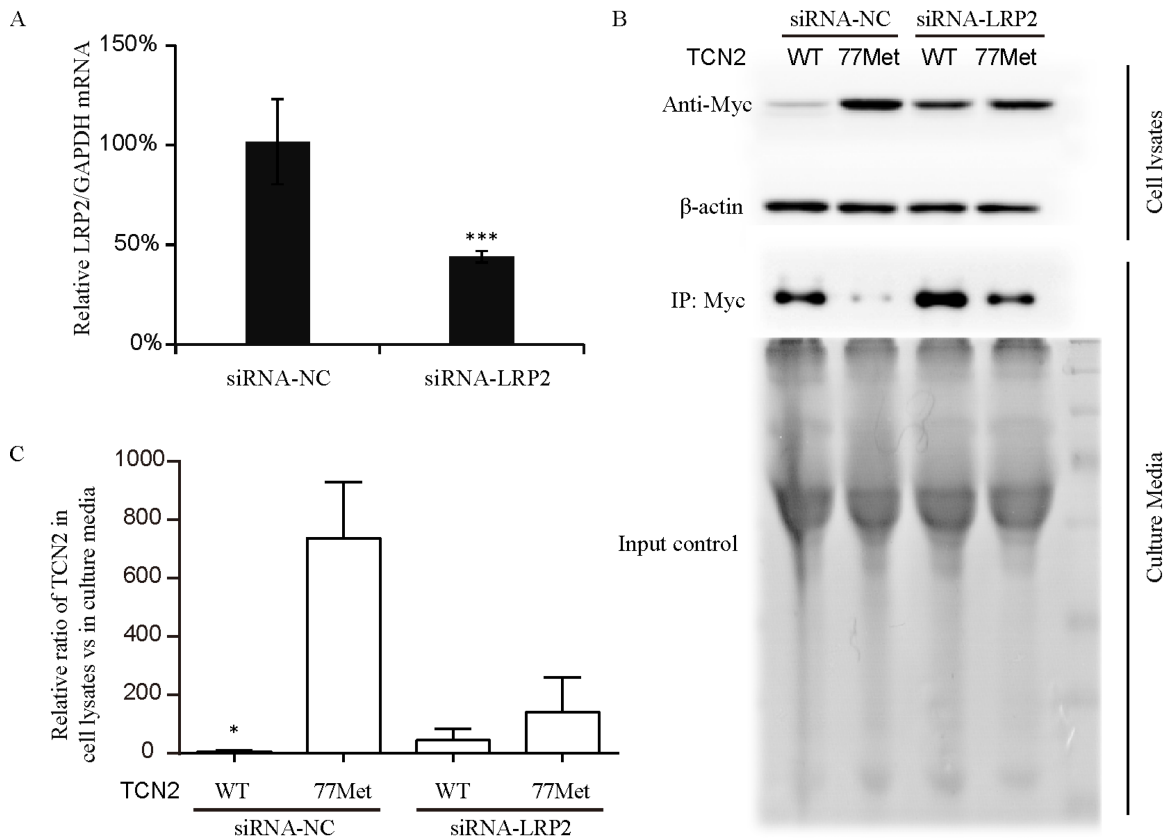 A
Relative LRP2/GAPDH mRNA
150%
100%
50%
0%
***
siRNA-NC
siRNA-LRP2
B
siRNA-NC
siRNA-LRP2
TCN2
WT
77Met
WT
77Met
Anti-Myc
β-actin
IP: Myc
Input control
Cell lysates
Culture Media
C
Relative ratio of TCN2 in
cell lysates vs in culture media
1000
800
600
400
200
0
*
TCN2
WT
77Met
WT
77Met
siRNA-NC
siRNA-LRP2